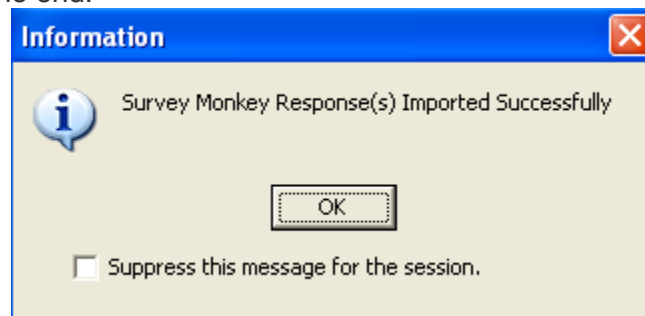 Information
Survey Monkey Response(s) Imported Successfully
OK
Suppress this message for the session.